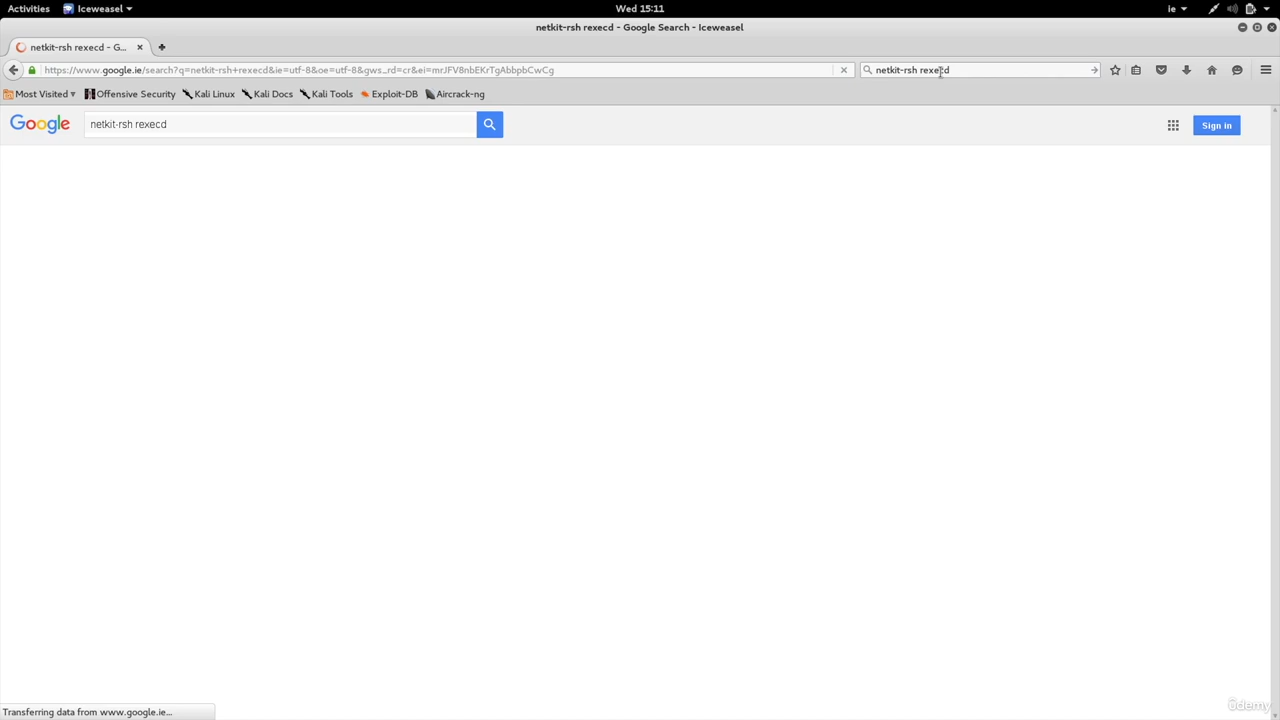 Activities Iceweasel Wed 15:11 ie
netkit-rsh rexecd - Google Search - Iceweasel
netkit-rsh rexecd - G...
https://www.google.ie/search?q=netkit-rsh+rexecd&ie=utf-8&oe=utf-8&gws_rd=cr&ei=mrJFV8nbEKrTgAbbpbCwCg netkit-rsh rexecd
Most Visited Offensive Security Kali Linux Kali Docs Kali Tools Exploit-DB Aircrack-ng
Google netkit-rsh rexecd Sign in
Transferring data from www.google.ie...
ûdemy